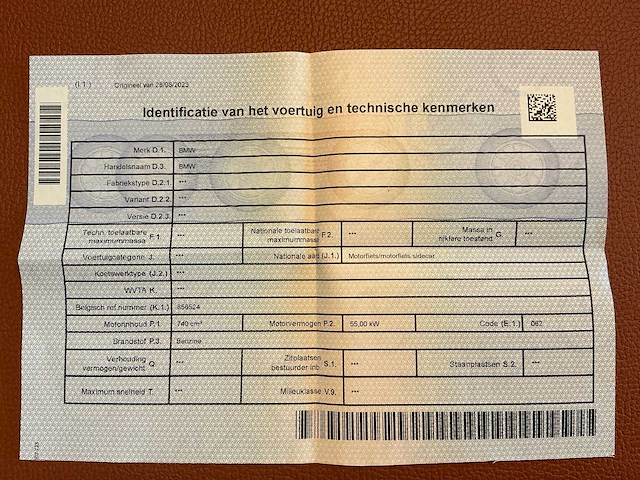 (I.1.) Origineel van 28/08/2023
Identificatie van het voertuig en technische kenmerken
Merk D.1. BMW
Handelsnaam D.3. BMW
Fabriekstype D.2.1. ***
Variant D.2.2. ***
Versie D.2.3. ***
Techn. toelaatbare maximummassa F.1. *** Nationale toelaatbare maximummassa F.2. *** Massa in rijklare toestand G. ***
Voertuigcategorie J. *** Nationale aard (J.1.) Motorfiets/motorfiets sidecar
Koetswerktype (J.2.) ***
WVTA K. ***
Belgisch ref nummer (K.1.) 856524
Motorinhoud P.1. 740 cm³ Motorvermogen P.2. 55,00 kW Code (E.1.) 062
Brandstof P.3. Benzine
Verhouding vermogen/gewicht Q *** Zitplaatsen bestuurder inb. S.1. *** Staanplaatsen S.2. ***
Maximum snelheid T. *** Milieuklasse V.9. ***